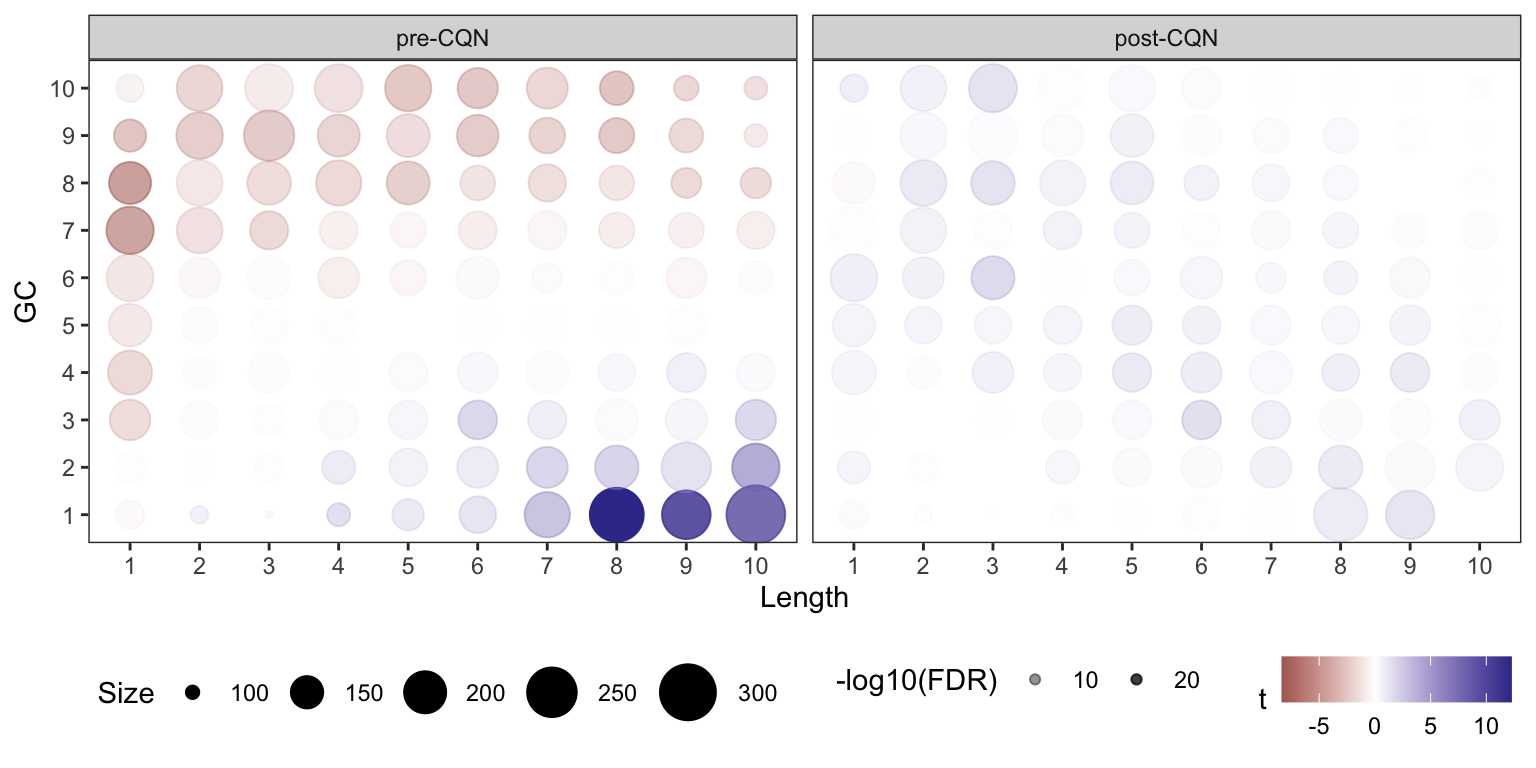 pre-CQN
post-CQN
GC
10
9
8
7
6
5
4
3
2
1
1 2 3 4 5 6 7 8 9 10
1 2 3 4 5 6 7 8 9 10
Length
Size 100 150 200 250 300
-log10(FDR) 10 20
t
-5 0 5 10